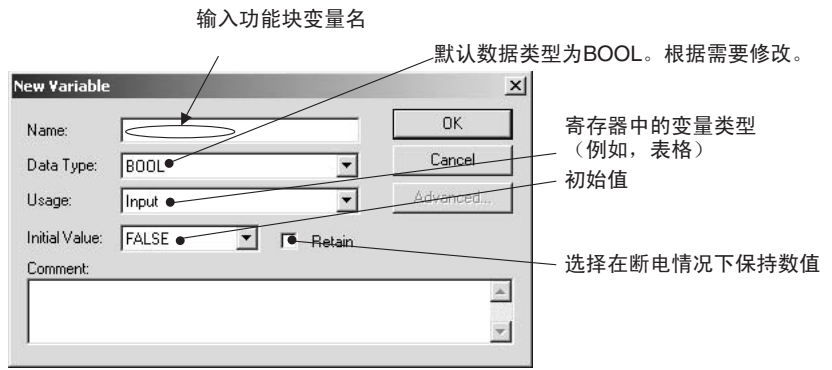 输入功能块变量名
默认数据类型为BOOL。根据需要修改。
New Variable
Name:
OK
寄存器中的变量类型
（例如，表格）
Data Type: BOOL
Cancel
初始值
Usage: Input
Advanced...
Initial Value: FALSE
Retain
选择在断电情况下保持数值
Comment: